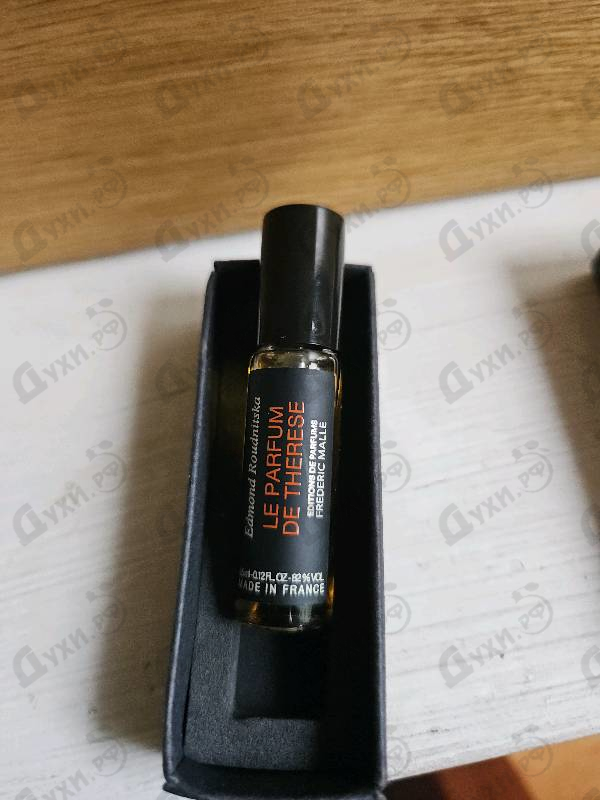 Edmond Roudnitska
LE PARFUM
DE THERESE
EDITIONS DE PARFUMS
FREDERIC MALLE
0.12FL.OZ-82%VOL
MADE IN FRANCE
Духи.рф